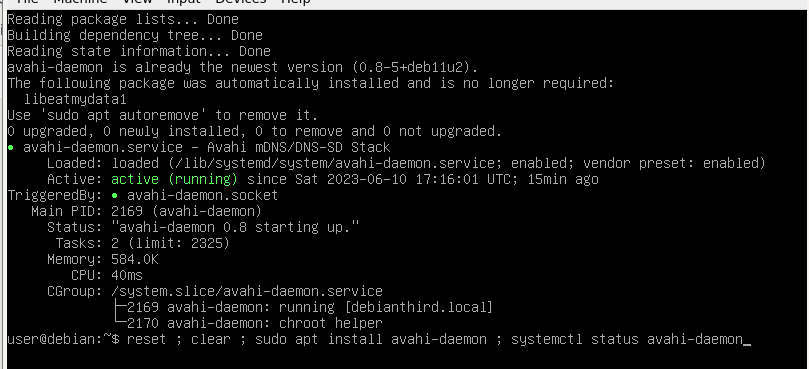 Machine View Input Devices Help
Reading package lists... Done
Building dependency tree... Done
Reading state information... Done
avahi-daemon is already the newest version (0.8-5+deb11u2).
The following package was automatically installed and is no longer required:
  libeatmydata1
Use 'sudo apt autoremove' to remove it.
0 upgraded, 0 newly installed, 0 to remove and 0 not upgraded.
● avahi-daemon.service - Avahi mDNS/DNS-SD Stack
     Loaded: loaded (/lib/systemd/system/avahi-daemon.service; enabled; vendor preset: enabled)
     Active: active (running) since Sat 2023-06-10 17:16:01 UTC; 15min ago
TriggeredBy: ● avahi-daemon.socket
   Main PID: 2169 (avahi-daemon)
     Status: "avahi-daemon 0.8 starting up."
      Tasks: 2 (limit: 2325)
     Memory: 584.0K
        CPU: 40ms
     CGroup: /system.slice/avahi-daemon.service
             ├─2169 avahi-daemon: running [debianthird.local]
             └─2170 avahi-daemon: chroot helper
user@debian:~$ reset ; clear ; sudo apt install avahi-daemon ; systemctl status avahi-daemon_